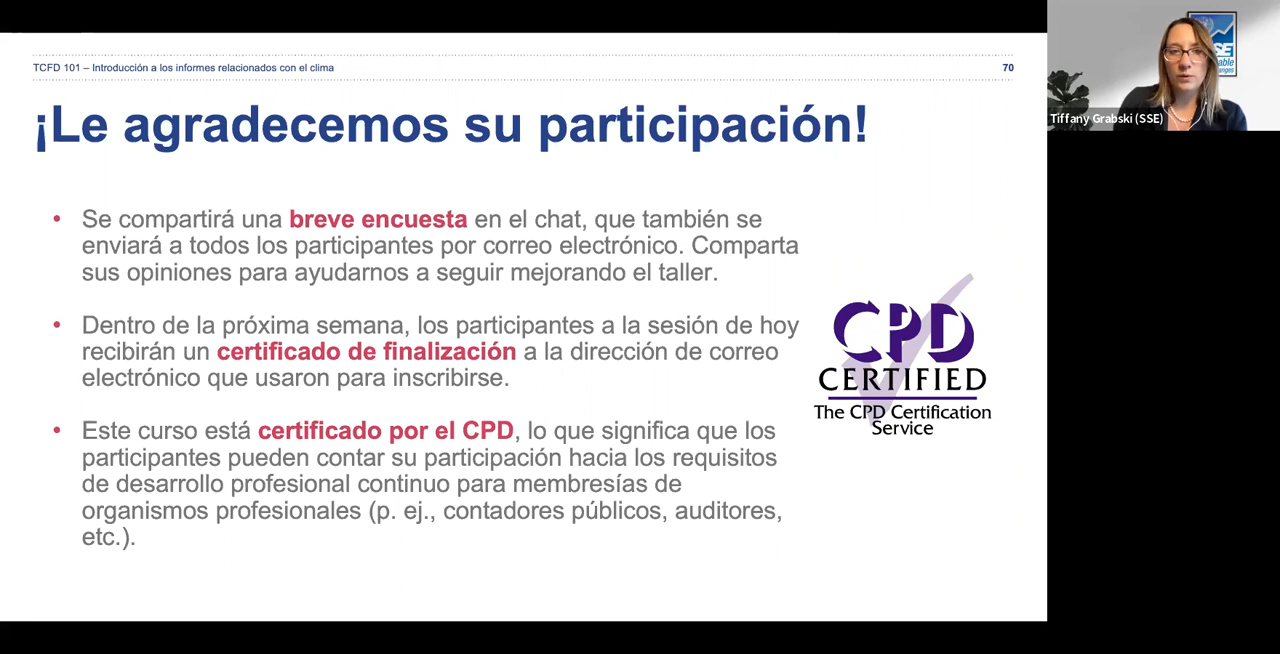 TCFD 101 – Introducción a los informes relacionados con el clima
70
¡Le agradecemos su participación!
• Se compartirá una breve encuesta en el chat, que también se
enviará a todos los participantes por correo electrónico. Comparta
sus opiniones para ayudarnos a seguir mejorando el taller.
• Dentro de la próxima semana, los participantes a la sesión de hoy
recibirán un certificado de finalización a la dirección de correo
electrónico que usaron para inscribirse.
• Este curso está certificado por el CPD, lo que significa que los
participantes pueden contar su participación hacia los requisitos
de desarrollo profesional continuo para membresías de
organismos profesionales (p. ej., contadores públicos, auditores,
etc.).
CPD
CERTIFIED
The CPD Certification
Service
Tiffany Grabski (SSE)